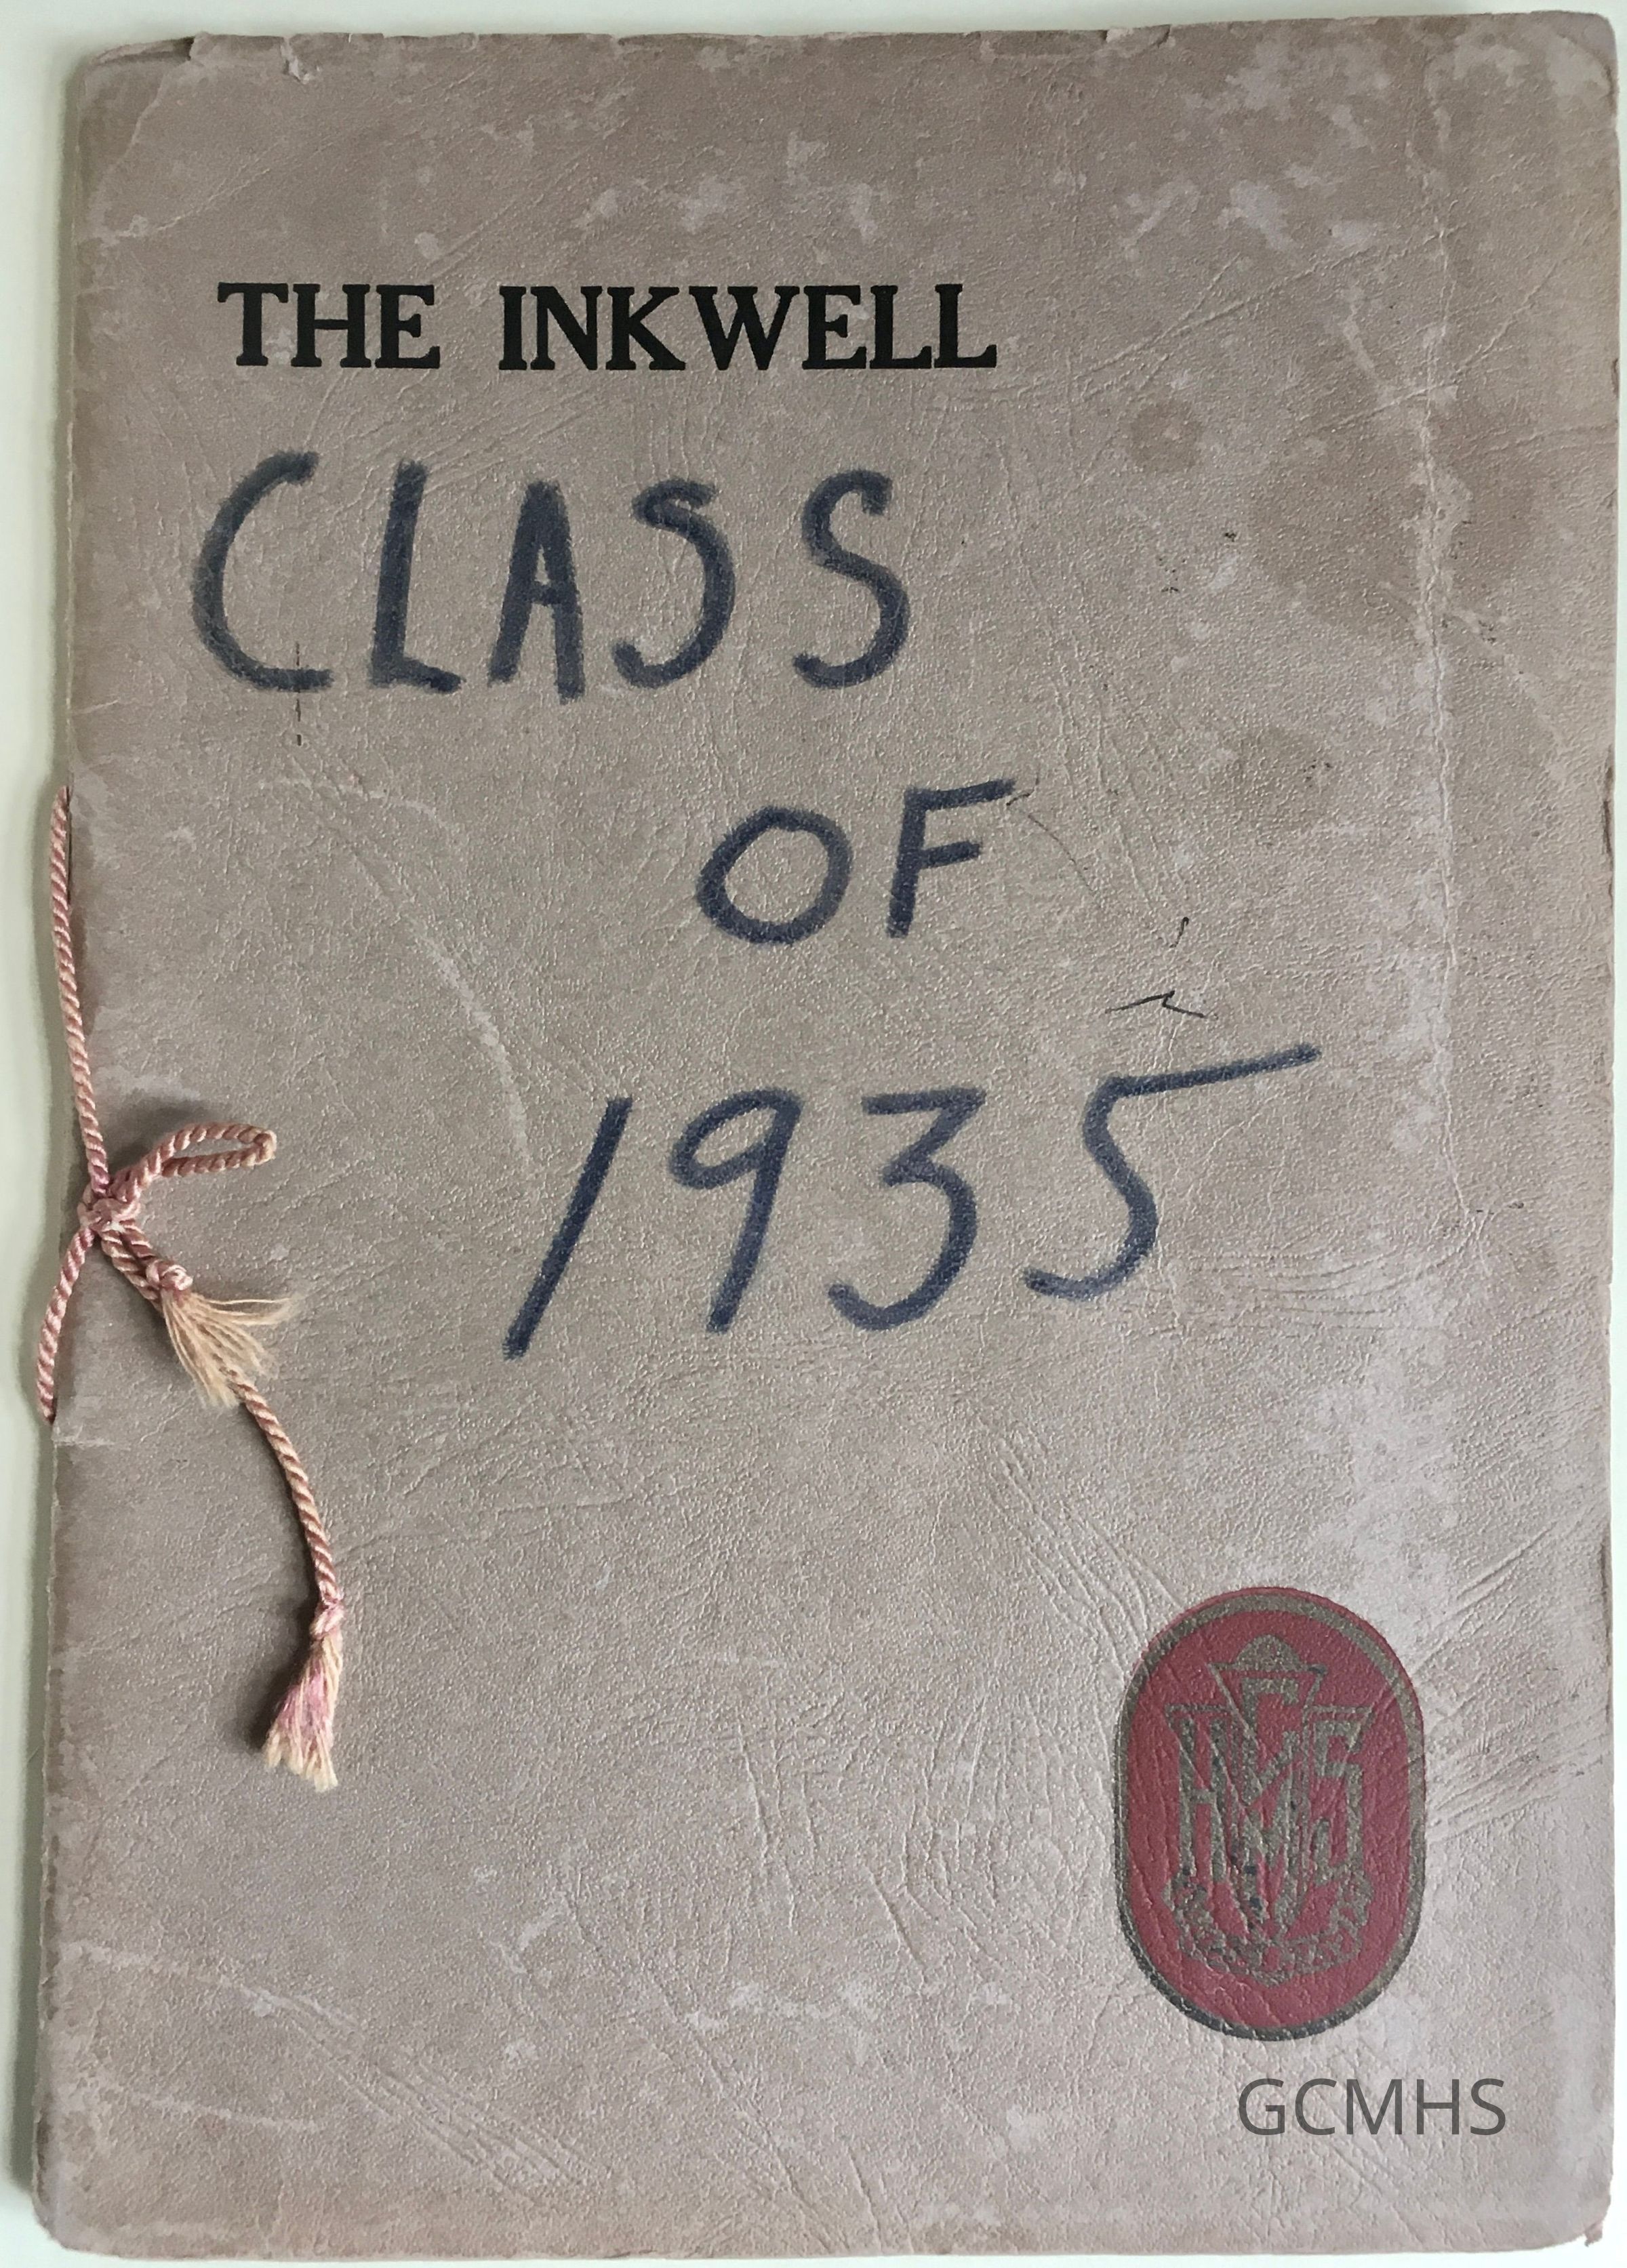 THE INKWELL
CLASS
OF
1935
GCMHS